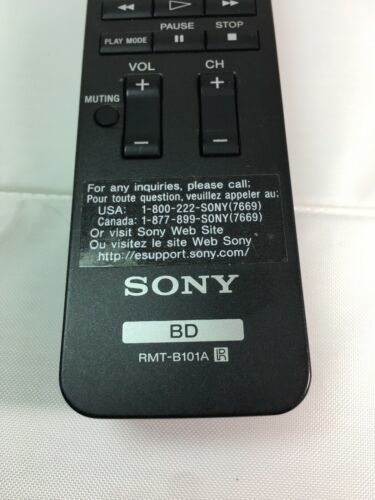 PAUSE STOP
PLAY MODE
VOL CH
+ +
MUTING
− −
For any inquiries, please call;
Pour toute question, veuillez appeler au:
USA: 1-800-222-SONY(7669)
Canada: 1-877-899-SONY(7669)
Or visit Sony Web Site
Ou visitez le site Web Sony
http://esupport.sony.com/
SONY
BD
RMT-B101A